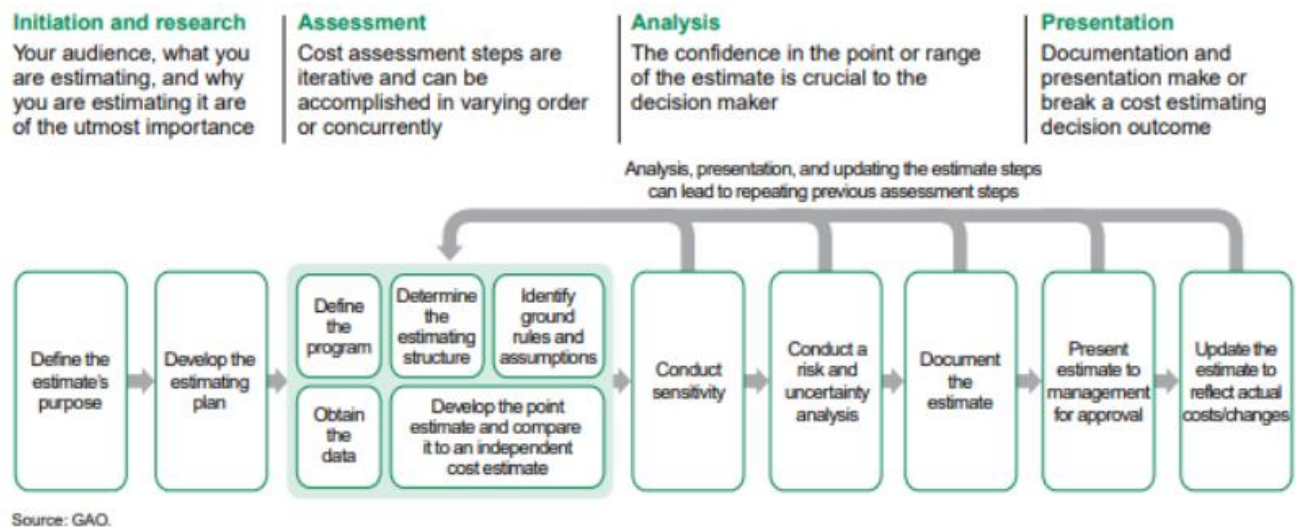 Initiation and research
Your audience, what you
are estimating, and why
you are estimating it are
of the utmost importance
Assessment
Cost assessment steps are
iterative and can be
accomplished in varying order
or concurrently
Analysis
The confidence in the point or range
of the estimate is crucial to the
decision maker
Presentation
Documentation and
presentation make or
break a cost estimating
decision outcome
Analysis, presentation, and updating the estimate steps
can lead to repeating previous assessment steps
Define the
estimate's
purpose
Develop the
estimating
plan
Define
the
program
Determine
the
estimating
structure
Identify
ground
rules and
assumptions
Obtain
the
data
Develop the point
estimate and compare
it to an independent
cost estimate
Conduct
sensitivity
Conduct a
risk and
uncertainty
analysis
Document
the
estimate
Present
estimate to
management
for approval
Update the
estimate to
reflect actual
costs/changes
Source: GAO.